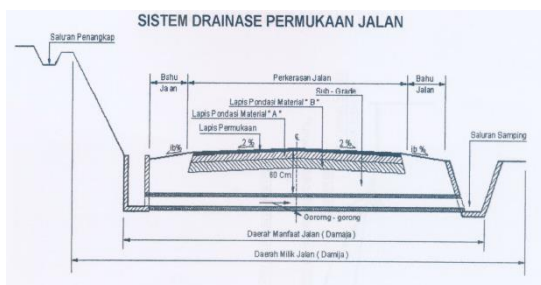 SISTEM DRAINASE PERMUKAAN JALAN
Saluran Penangkap
Bahu
Jalan
Perkerasan Jalan
Bahu
Jalan
Sub - Grade
Lapis Pondasi Material " B "
Lapis Pondasi Material " A "
Lapis Permukaan
Saluran Samping
ib%
2 %
℄
2 %
ib %
60 Cm
Gorong - gorong
Daerah Manfaat Jalan ( Damaja )
Daerah Milik Jalan ( Damija )